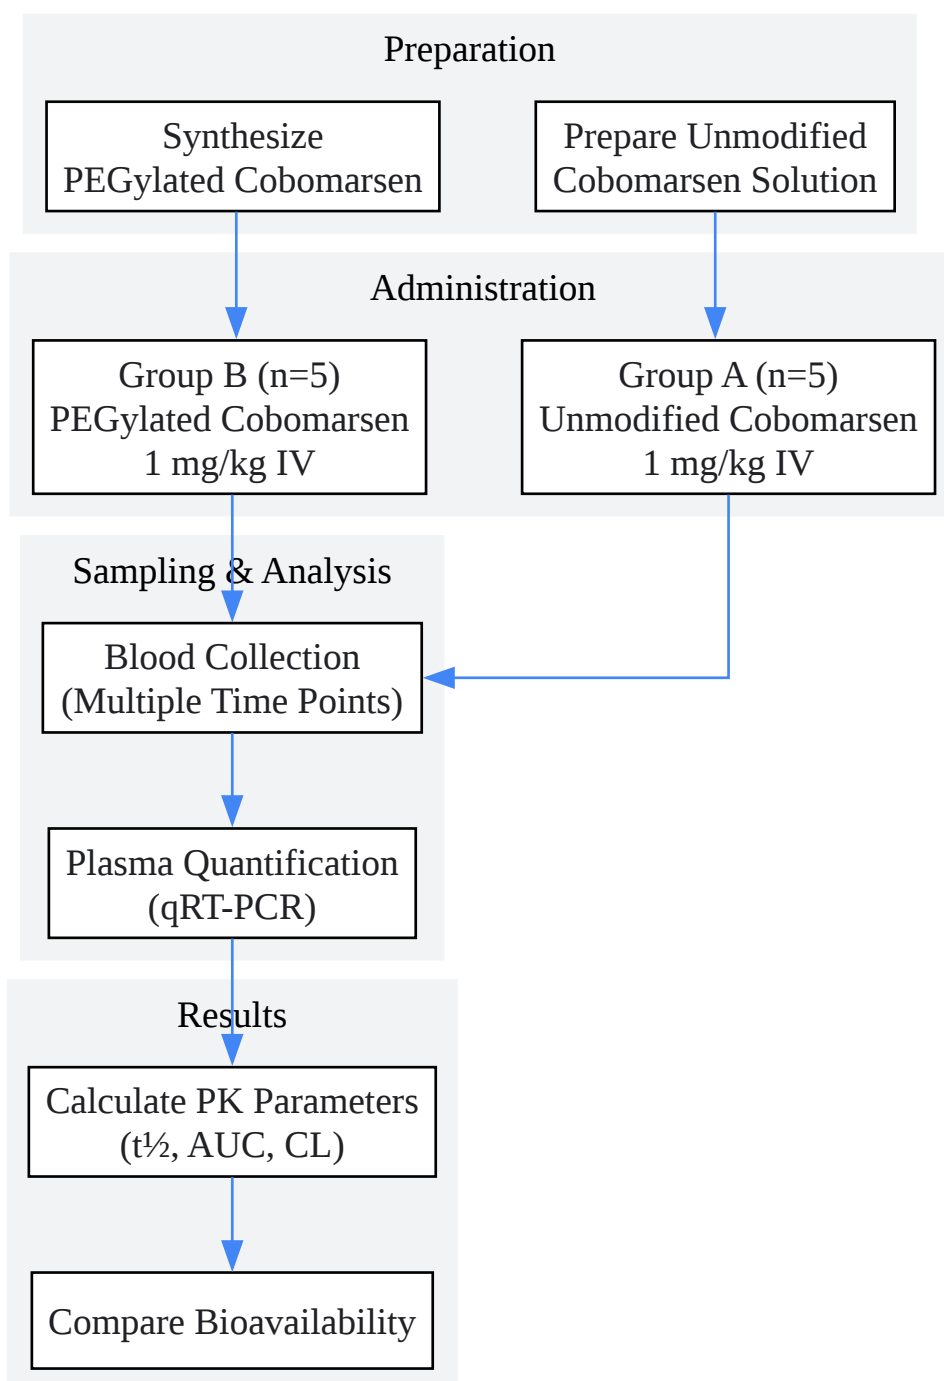 Preparation
Synthesize
PEGylated Cobomarsen
Prepare Unmodified
Cobomarsen Solution
Administration
Group B (n=5)
PEGylated Cobomarsen
1 mg/kg IV
Group A (n=5)
Unmodified Cobomarsen
1 mg/kg IV
Sampling & Analysis
Blood Collection
(Multiple Time Points)
Plasma Quantification
(qRT-PCR)
Results
Calculate PK Parameters
(t½, AUC, CL)
Compare Bioavailability